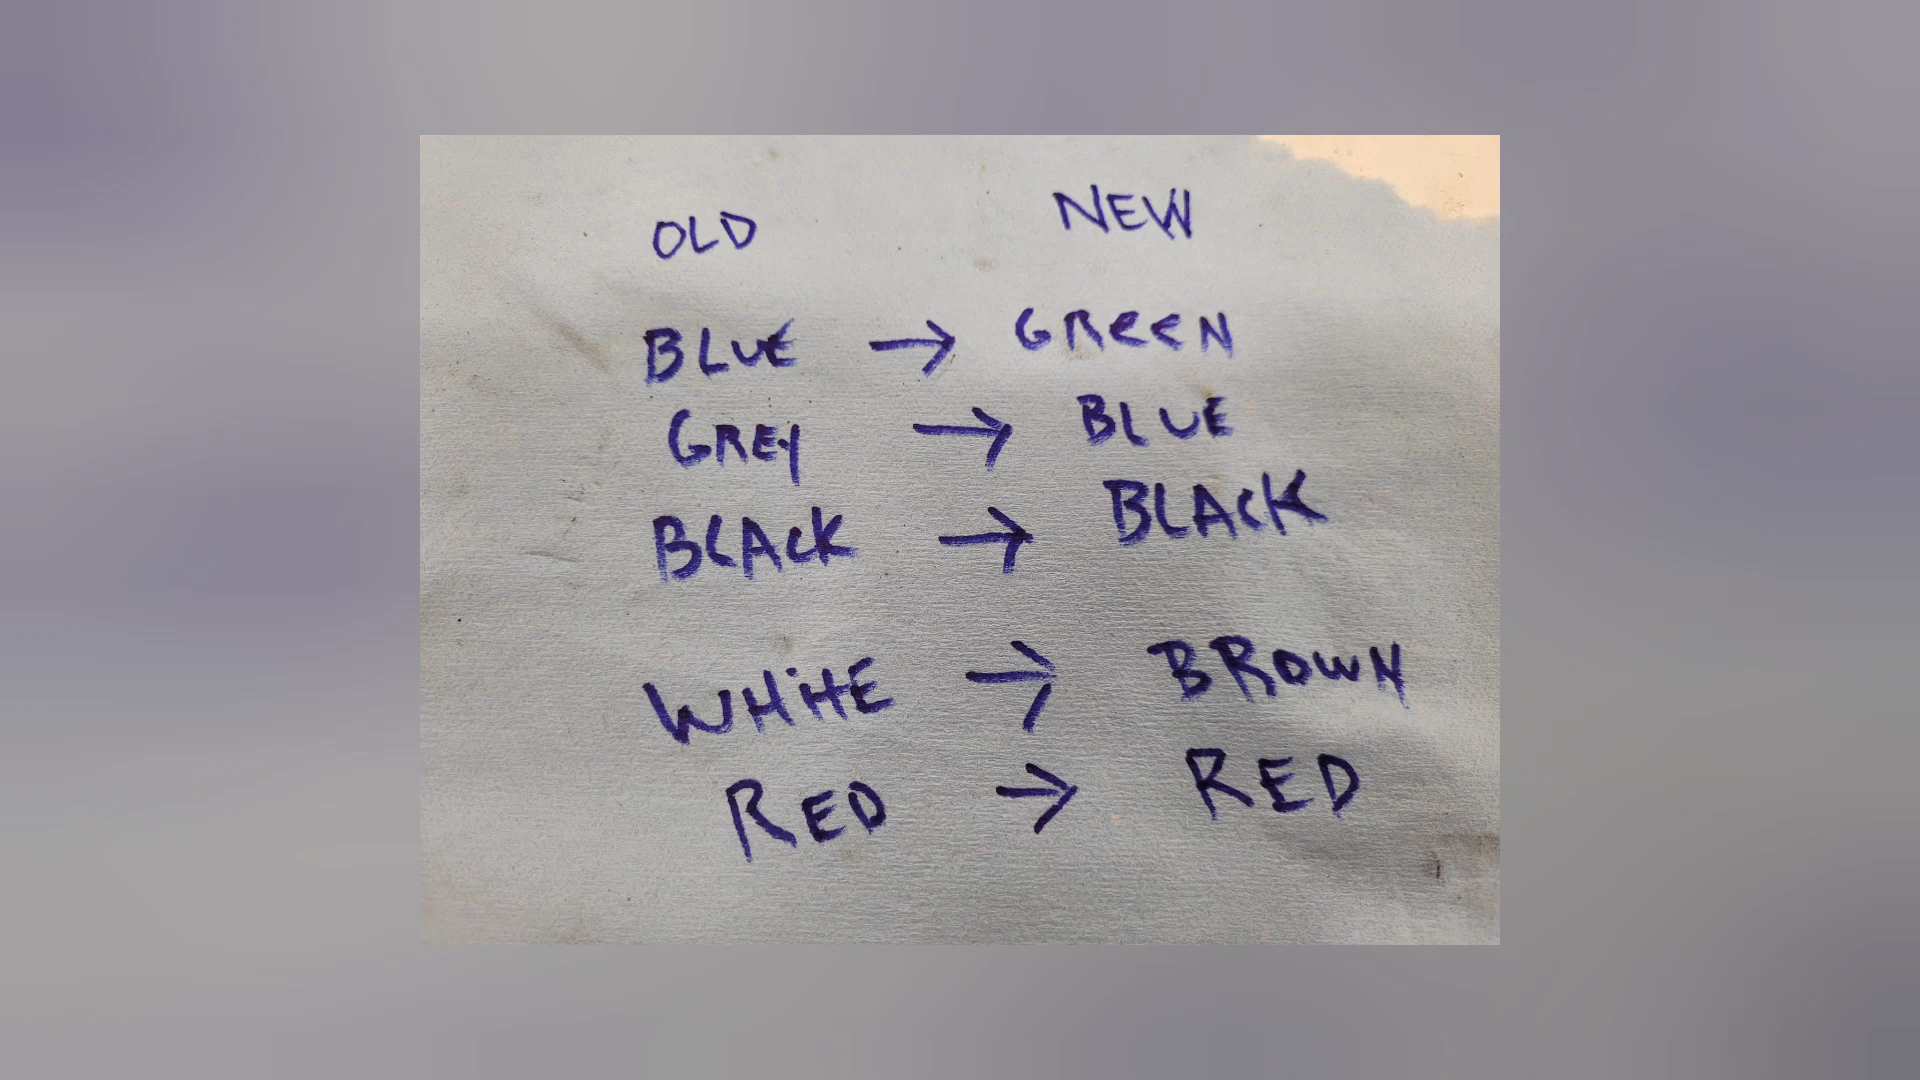 OLD NEW
BLUE → GREEN
GREY → BLUE
BLACK → BLACK
WHiTE → BROWN
RED → RED